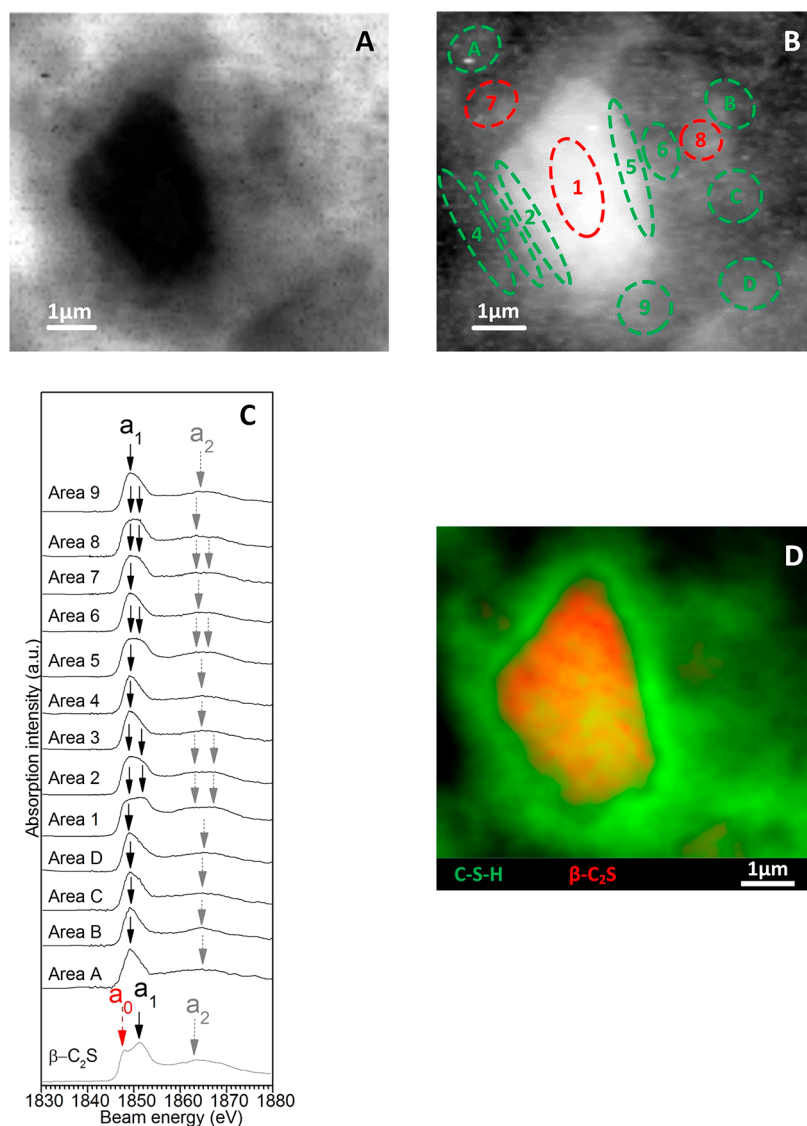 A
1μm
B
A
7
B
8
6
5
1
C
2
3
4
D
9
1μm
C
a1
a2
Area 9
Area 8
Area 7
Area 6
Area 5
Area 4
Area 3
Area 2
Area 1
Area D
Area C
Area B
Area A
a0 a1 a2
β–C2S
1830 1840 1850 1860 1870 1880
Beam energy (eV)
Absorption intensity (a.u.)
D
C-S-H β-C2S 1μm